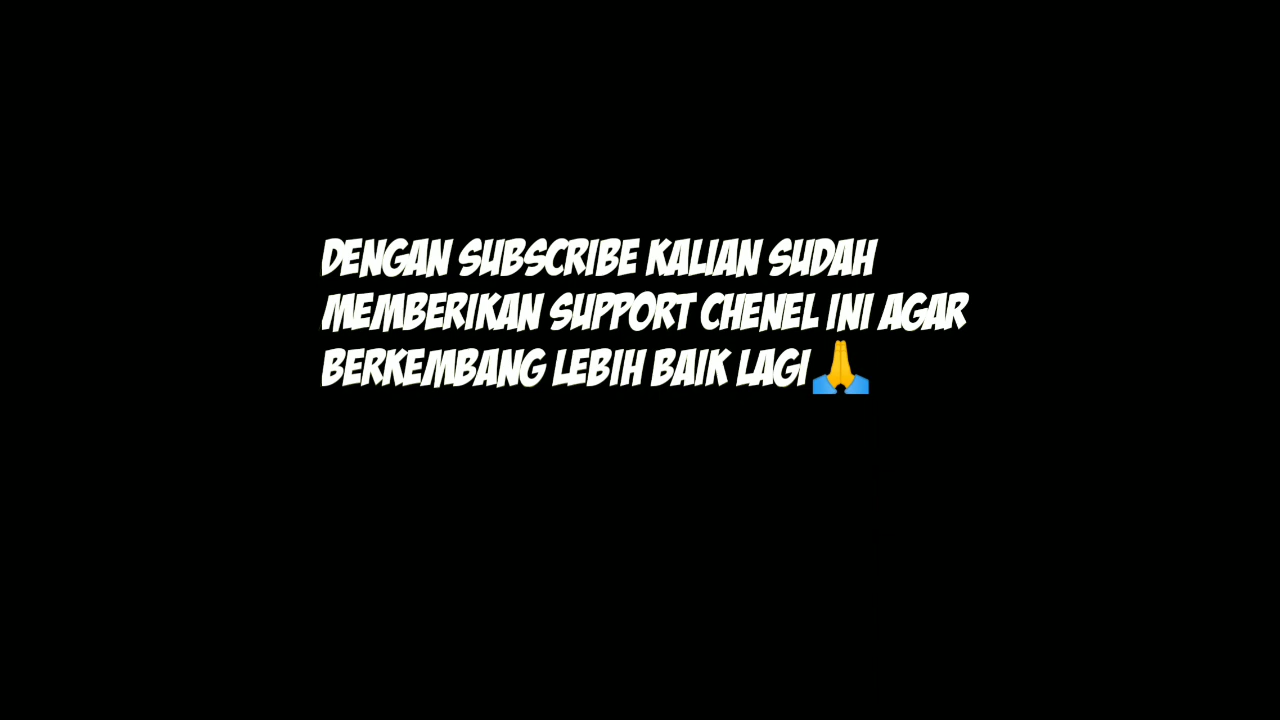 DENGAN SUBSCRIBE KALIAN SUDAH
MEMBERIKAN SUPPORT CHENEL INI AGAR
BERKEMBANG LEBIH BAIK LAGI🙏